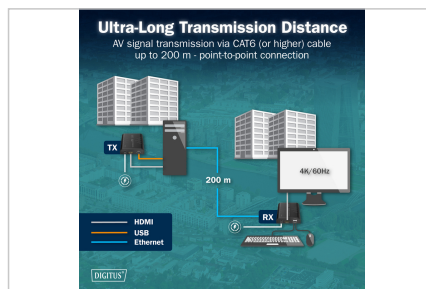 Ultra-Long Transmission Distance
AV signal transmission via CAT6 (or higher) cable
up to 200 m - point-to-point connection
TX
4K/60Hz
200 m
RX
HDMI
USB
Ethernet
DIGITUS